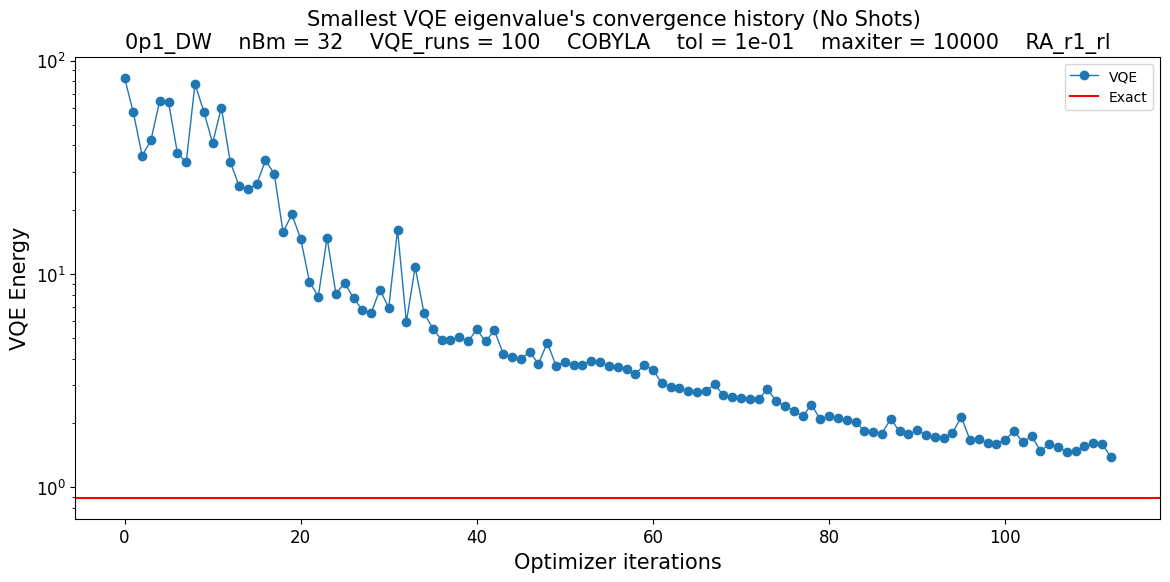 Smallest VQE eigenvalue's convergence history (No Shots)
0p1_DW    nBm = 32    VQE_runs = 100    COBYLA    tol = 1e-01    maxiter = 10000    RA_r1_rl
VQE
Exact
10²
10¹
10⁰
VQE Energy
0 20 40 60 80 100
Optimizer iterations